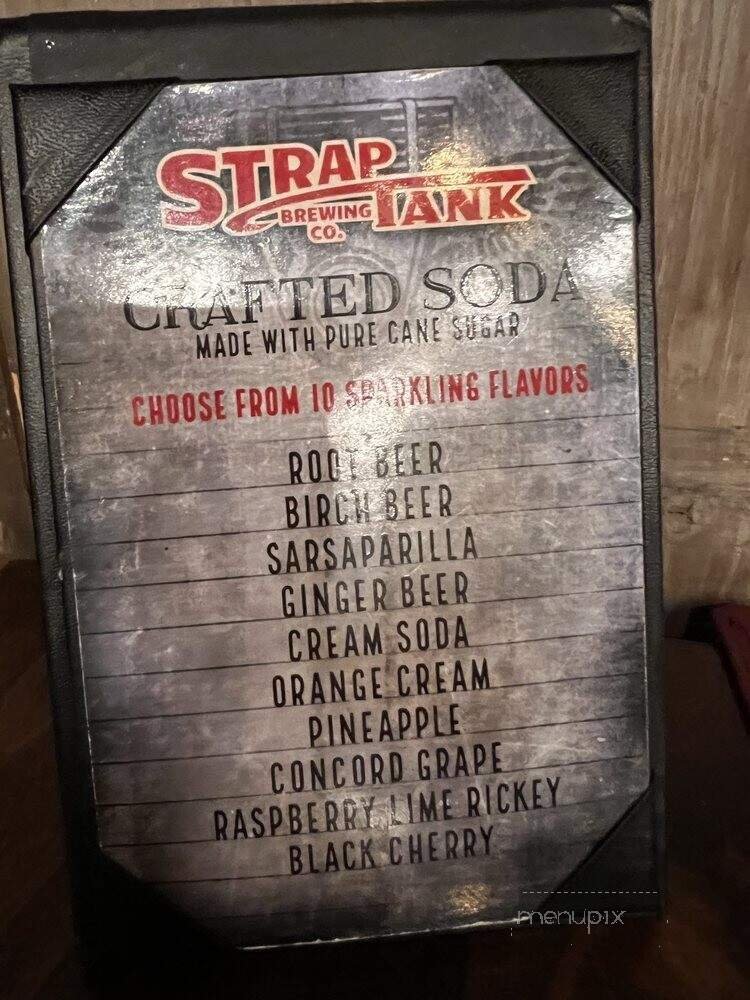 STRAP
TANK
BREWING
CO.
CRAFTED SODA
MADE WITH PURE CANE SUGAR
CHOOSE FROM 10 SPARKLING FLAVORS
ROOT BEER
BIRCH BEER
SARSAPARILLA
GINGER BEER
CREAM SODA
ORANGE CREAM
PINEAPPLE
CONCORD GRAPE
RASPBERRY LIME RICKEY
BLACK CHERRY
menupix